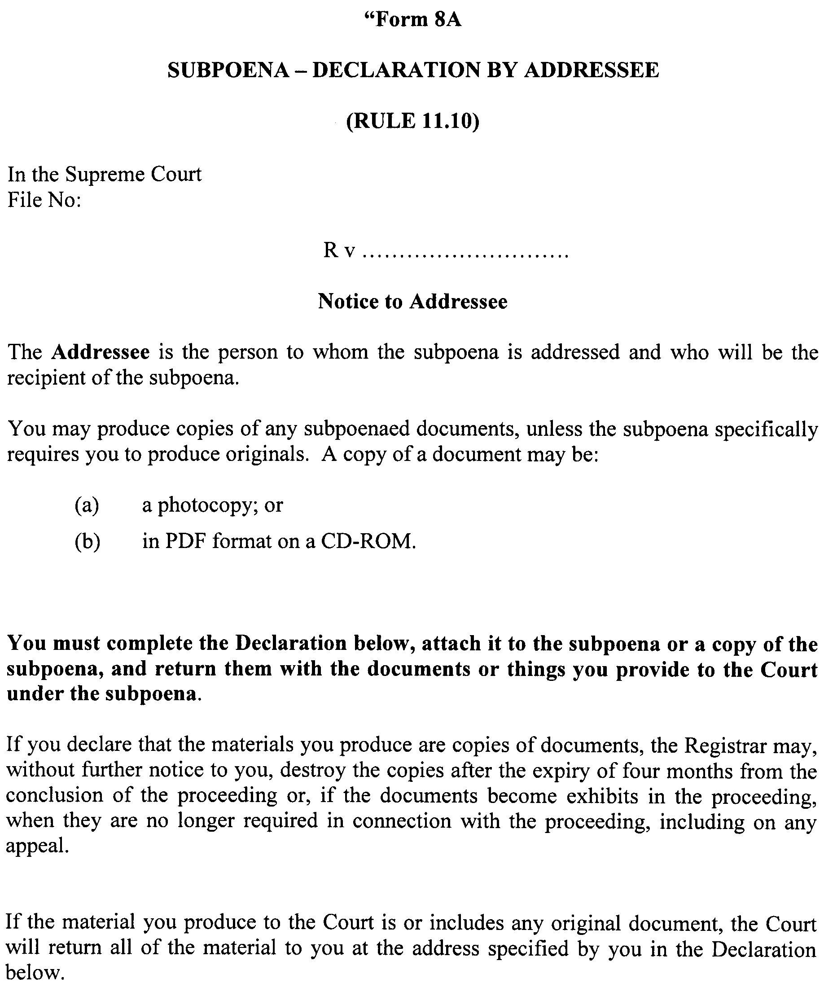 “Form 8A
SUBPOENA – DECLARATION BY ADDRESSEE
(RULE 11.10)
In the Supreme Court
File No:
R v ............................
Notice to Addressee
The Addressee is the person to whom the subpoena is addressed and who will be the
recipient of the subpoena.
You may produce copies of any subpoenaed documents, unless the subpoena specifically
requires you to produce originals.  A copy of a document may be:
(a) a photocopy; or
(b) in PDF format on a CD-ROM.
You must complete the Declaration below, attach it to the subpoena or a copy of the
subpoena, and return them with the documents or things you provide to the Court
under the subpoena.
If you declare that the materials you produce are copies of documents, the Registrar may,
without further notice to you, destroy the copies after the expiry of four months from the
conclusion of the proceeding or, if the documents become exhibits in the proceeding,
when they are no longer required in connection with the proceeding, including on any
appeal.
If the material you produce to the Court is or includes any original document, the Court
will return all of the material to you at the address specified by you in the Declaration
below.